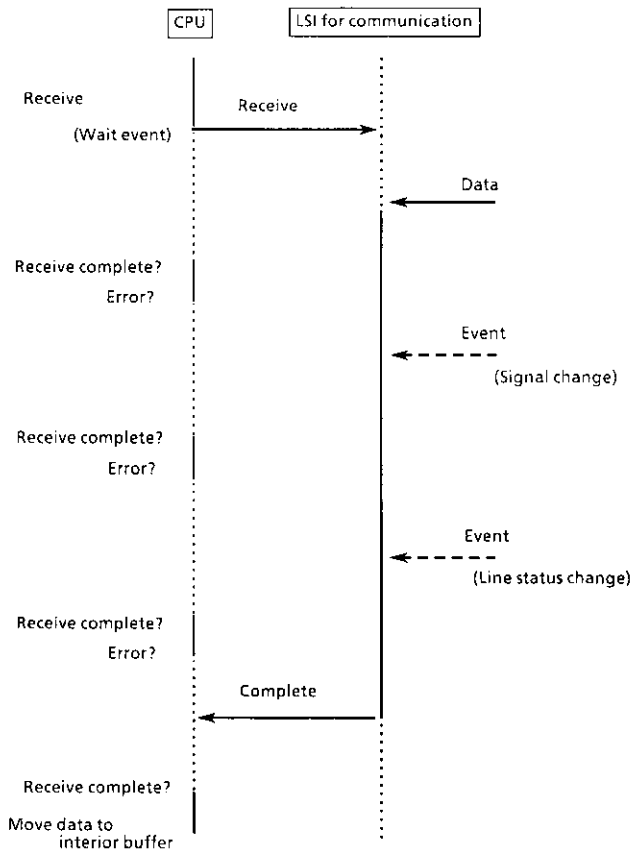 CPU
LSI for communication
Receive
Receive
(Wait event)
Data
Receive complete?
Error?
Event
(Signal change)
Receive complete?
Error?
Event
(Line status change)
Receive complete?
Error?
Complete
Receive complete?
Move data to
interior buffer